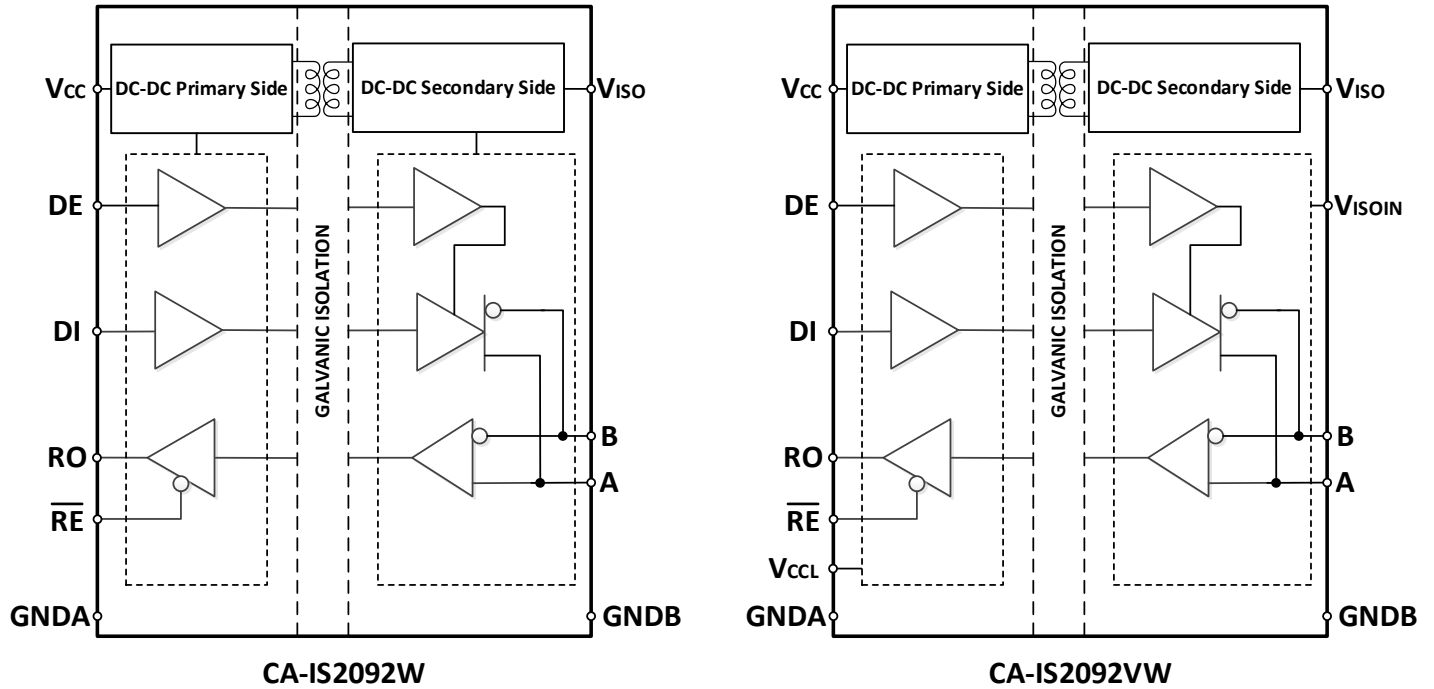 DC-DC Primary Side
DC-DC Secondary Side
VCC
VISO
DE
DI
RO
RE
GNDA
GALVANIC ISOLATION
B
A
GNDB
CA-IS2092W
DC-DC Primary Side
DC-DC Secondary Side
VCC
VISO
DE
VISOIN
DI
RO
RE
VCCL
GNDA
GALVANIC ISOLATION
B
A
GNDB
CA-IS2092VW